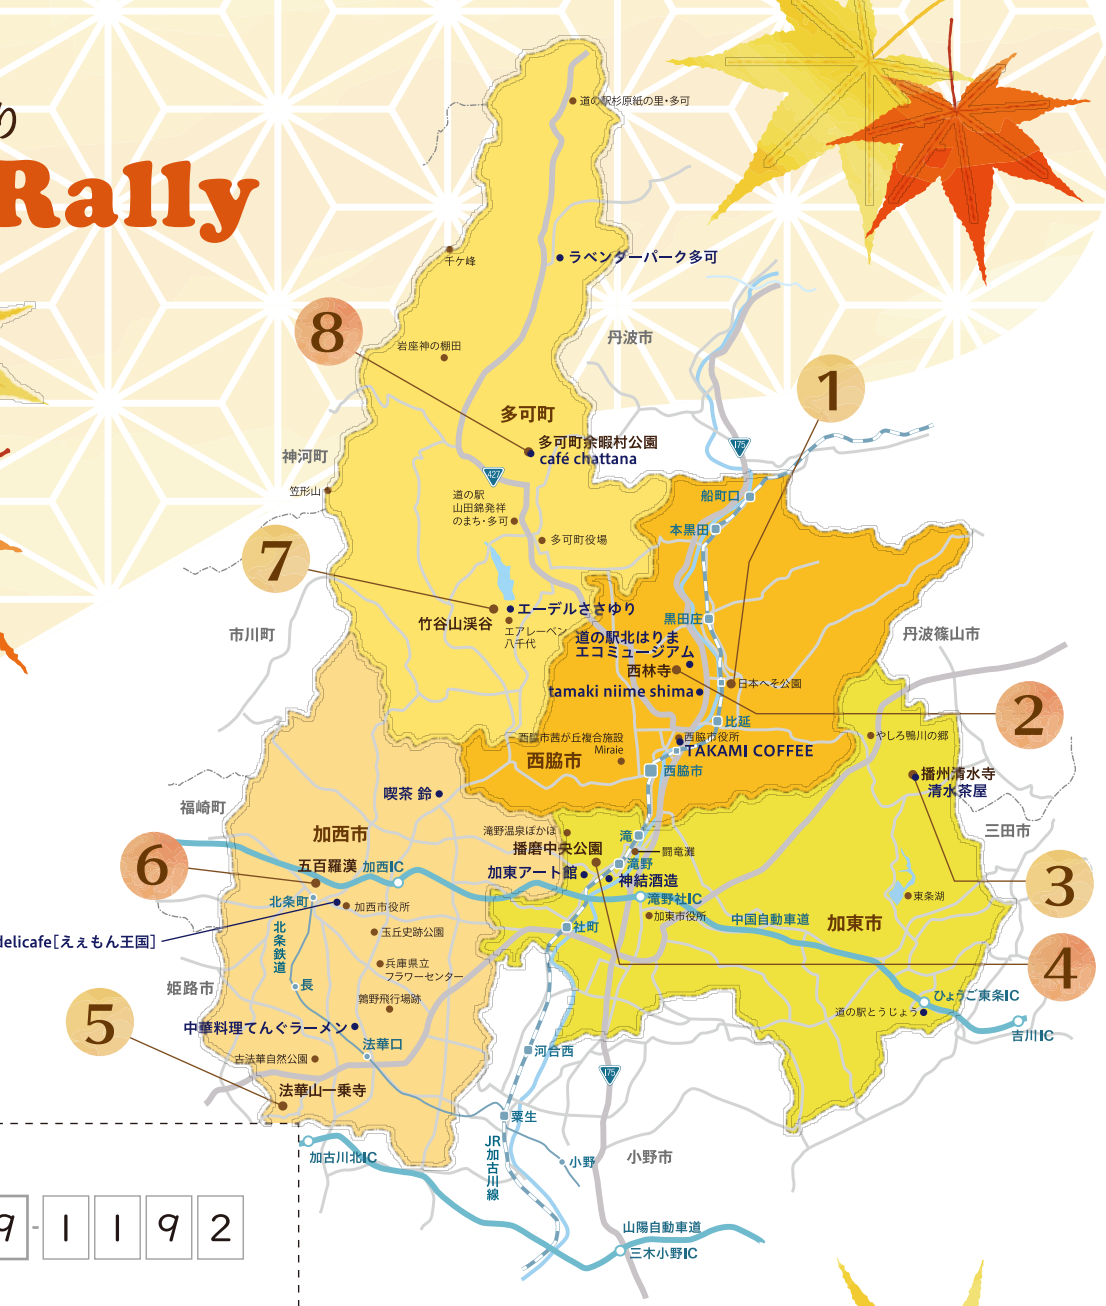 り
Rally
道の駅杉原紙の里・多可
千ケ峰
ラベンダーパーク多可
8
岩座神の棚田
丹波市
1
多可町
多可町余暇村公園
café chattana
175
神河町
427
笠形山
道の駅
山田錦発祥
のまち・多可
船町口
本黒田
7
多可町役場
エーデルささゆり
竹谷山渓谷
エアレーベン
八千代
黒田庄
市川町
道の駅北はりま
エコミュージアム
丹波篠山市
西林寺
日本へそ公園
tamaki niime shima
2
比延
西脇市茜が丘複合施設
Miraie
西脇市役所
TAKAMI COFFEE
やしろ鴨川の郷
西脇市
西脇市
播州清水寺
清水茶屋
喫茶 鈴
福崎町
加西市
滝野温泉ぽかぽ
滝
三田市
播磨中央公園
闘竜灘
6
五百羅漢
加西IC
加東アート館
滝野
神結酒造
3
北条町
加西市役所
滝野社IC
東条湖
加東市役所
中国自動車道
加東市
delicafe[えぇもん王国]
北条鉄道
玉丘史跡公園
社町
兵庫県立
フラワーセンター
4
姫路市
長
鶉野飛行場跡
ひょうご東条IC
道の駅とうじょう
5
中華料理てんぐラーメン
吉川IC
法華口
河合西
古法華自然公園
175
法華山一乗寺
粟生
加古川北IC
JR加古川線
小野
小野市
9-1192
山陽自動車道
三木小野IC